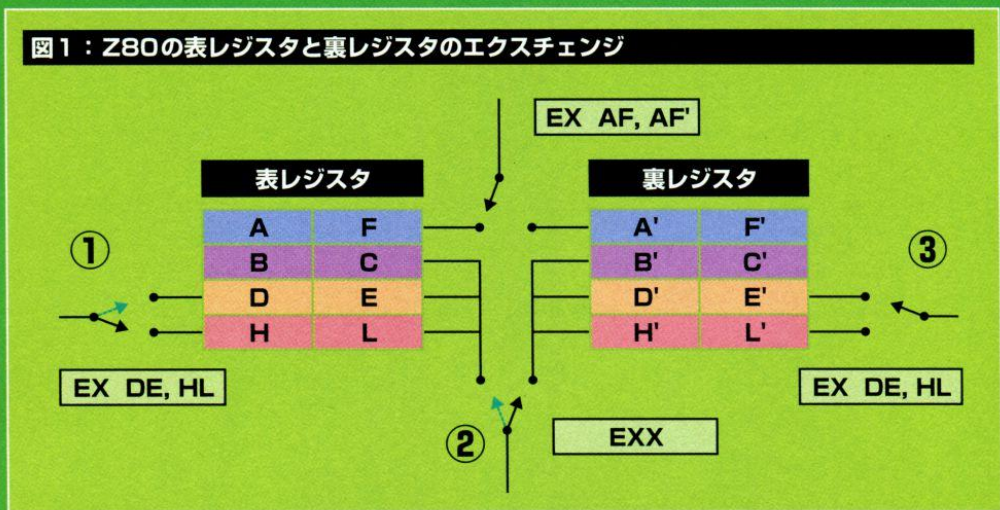 図1：Z80の表レジスタと裏レジスタのエクスチェンジ
EX AF, AF'
表レジスタ
裏レジスタ
A F
A' F'
①
B C
B' C'
③
D E
D' E'
H L
H' L'
EX DE, HL
EX DE, HL
②
EXX